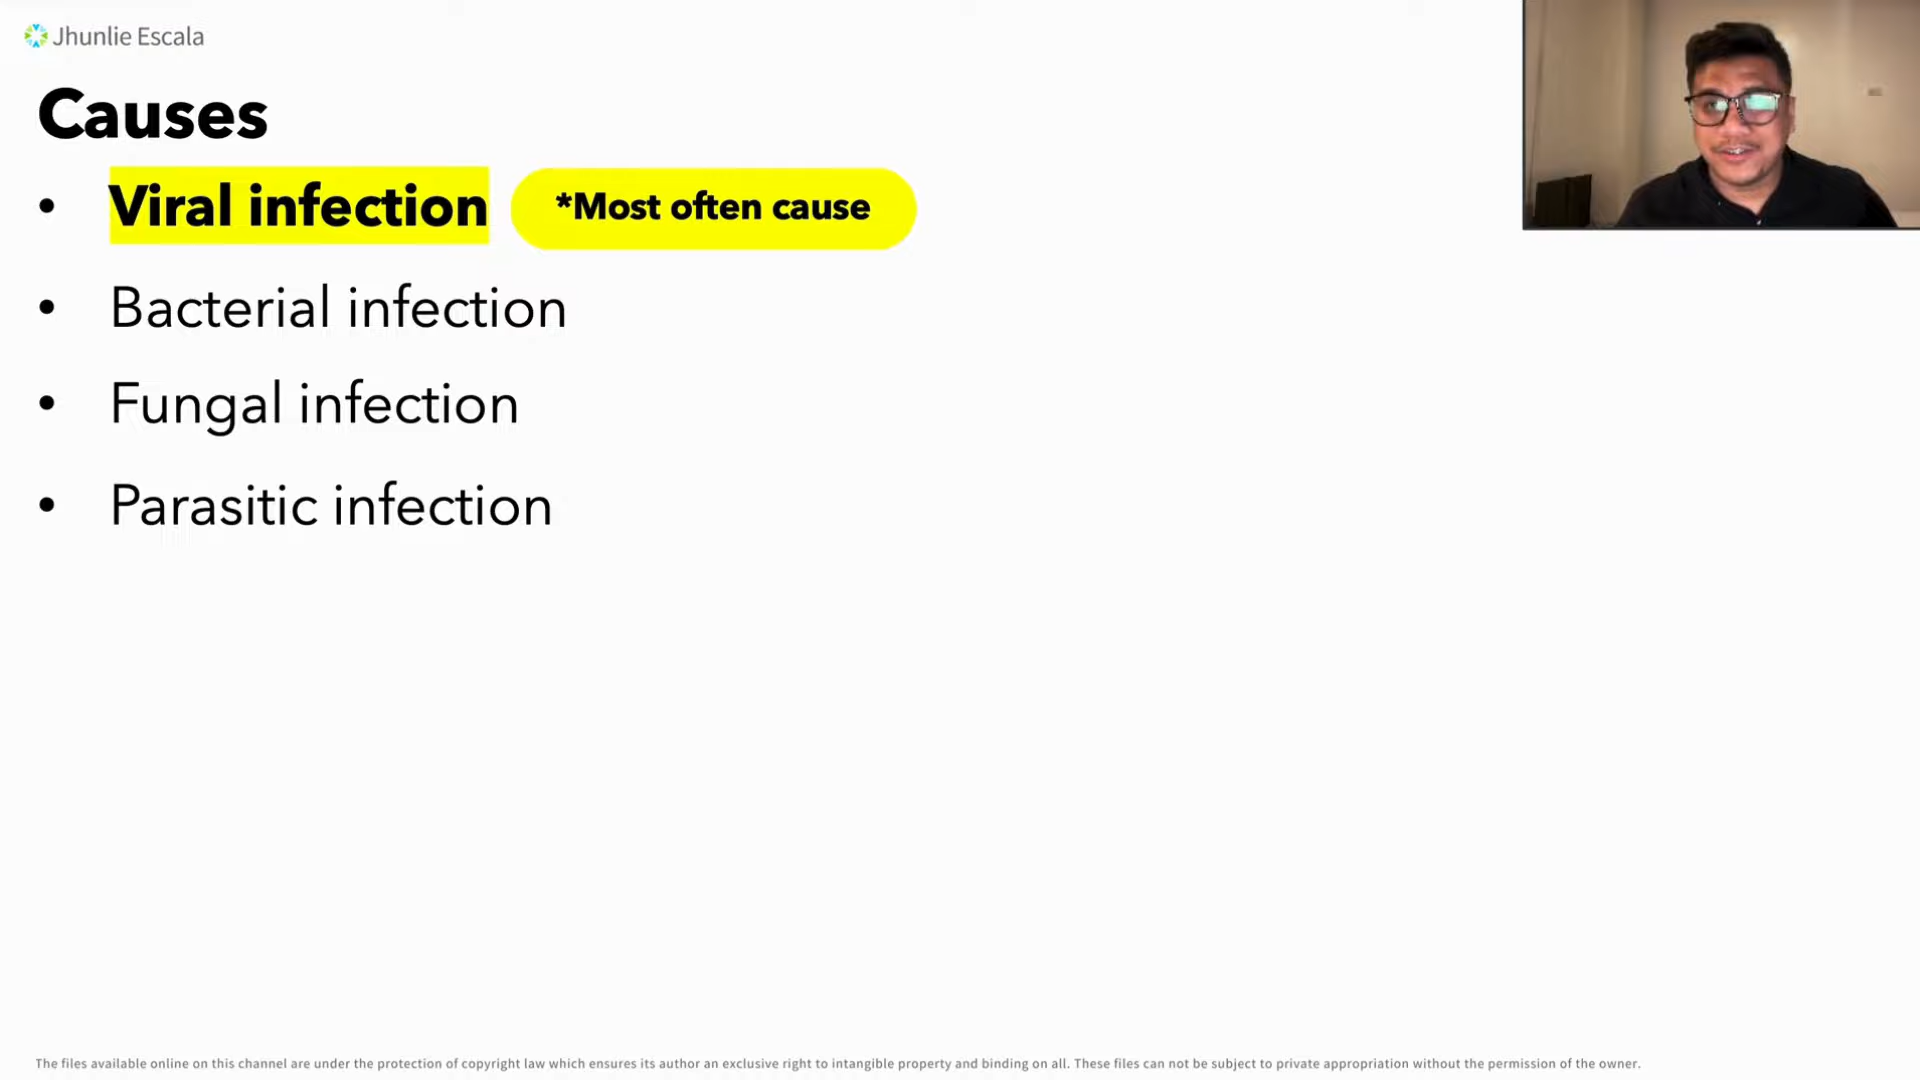 Jhunlie Escala
Causes
• Viral infection *Most often cause
• Bacterial infection
• Fungal infection
• Parasitic infection
The files available online on this channel are under the protection of copyright law which ensures its author an exclusive right to intangible property and binding on all. These files can not be subject to private appropriation without the permission of the owner.